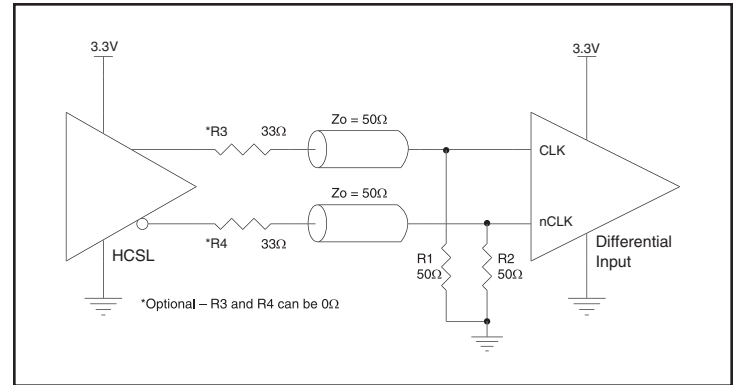 3.3V
3.3V
*R3 33Ω
Zo = 50Ω
CLK
Zo = 50Ω
nCLK
*R4 33Ω
HCSL
R1
50Ω
R2
50Ω
Differential
Input
*Optional – R3 and R4 can be 0Ω